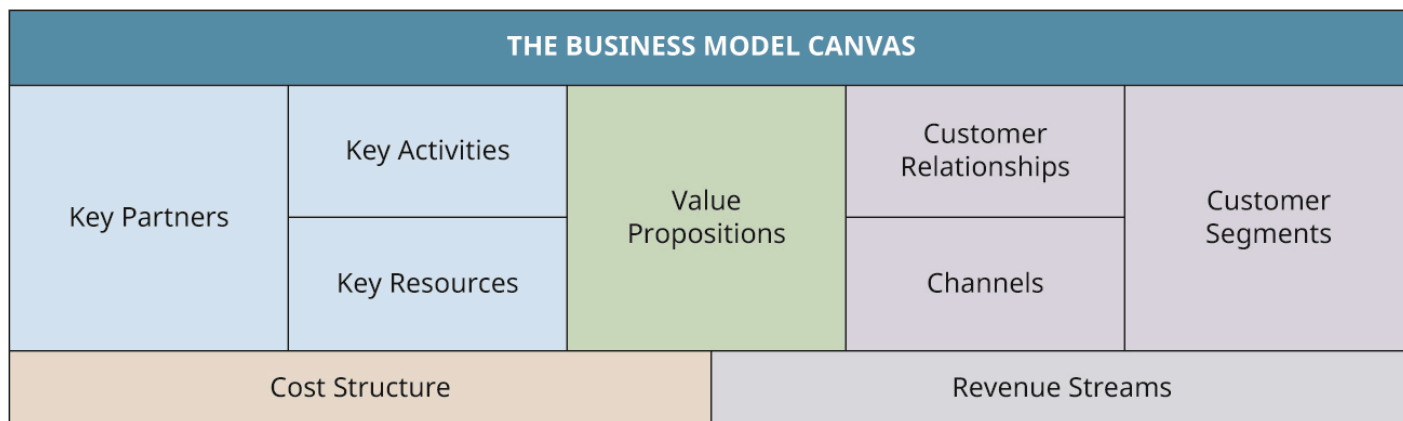 THE BUSINESS MODEL CANVAS
Key Partners
Key Activities
Key Resources
Value
Propositions
Customer
Relationships
Channels
Customer
Segments
Cost Structure
Revenue Streams